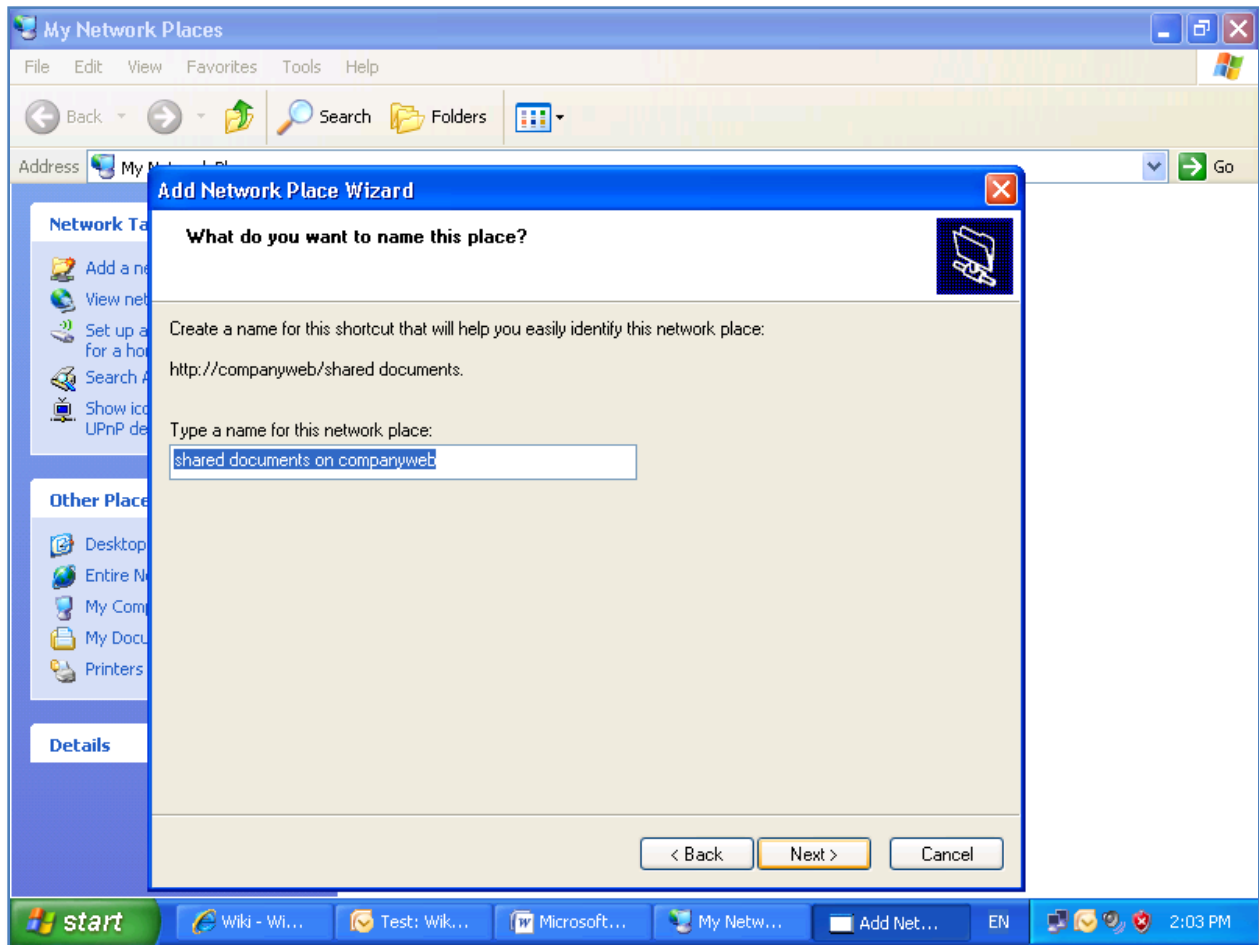 My Network Places
File Edit View Favorites Tools Help
Back Search Folders
Address My Go
Add Network Place Wizard
What do you want to name this place?
Create a name for this shortcut that will help you easily identify this network place:
http://companyweb/shared documents.
Type a name for this network place:
shared documents on companyweb
< Back Next > Cancel
Network Ta
Add a ne
View net
Set up a
for a ho
Search A
Show ico
UPnP de
Other Place
Desktop
Entire N
My Comp
My Docu
Printers
Details
start Wiki - Wi... Test: Wik... Microsoft... My Netw... Add Net... EN 2:03 PM